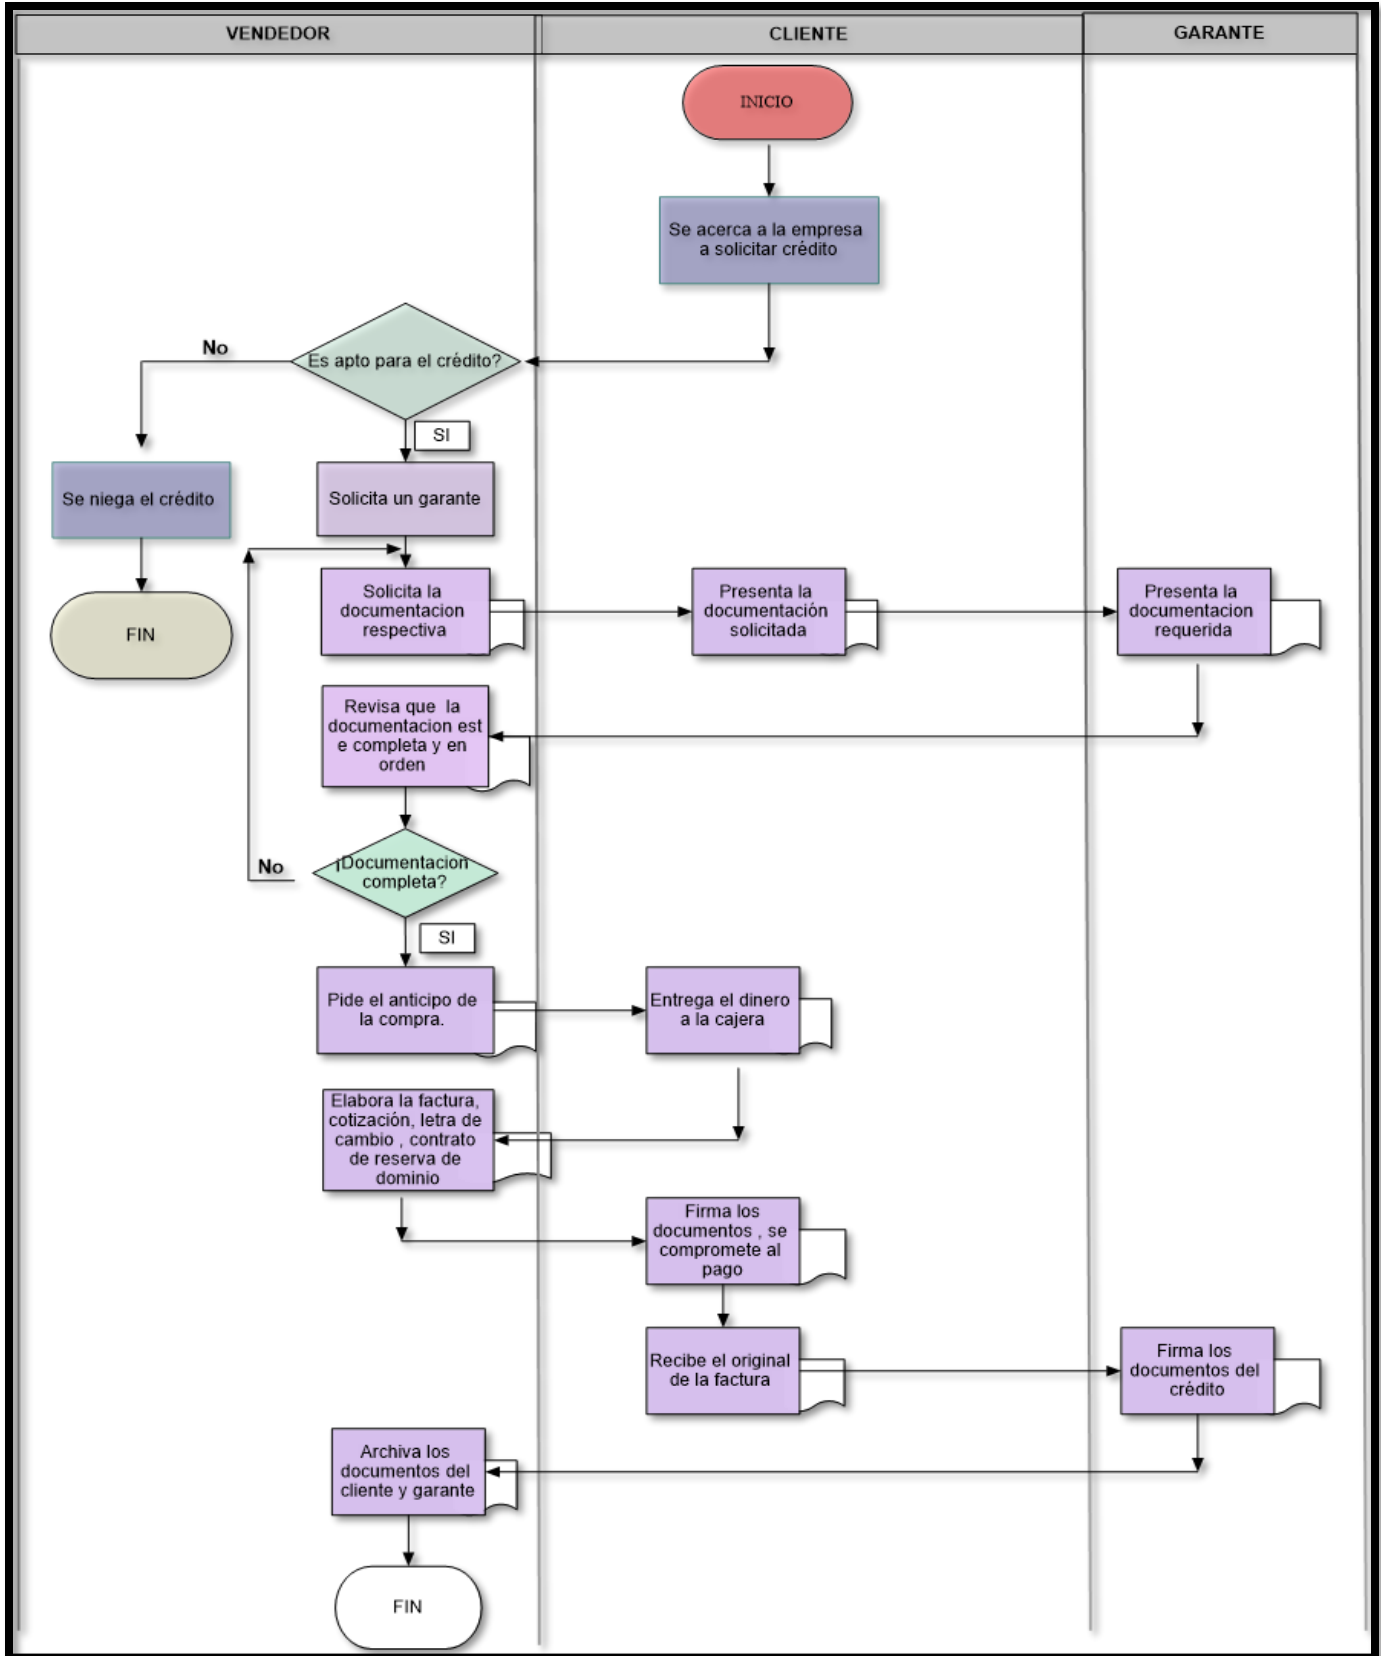 VENDEDOR
CLIENTE
GARANTE
INICIO
Se acerca a la empresa
a solicitar crédito
Es apto para el crédito?
No
SI
Se niega el crédito
Solicita un garante
FIN
Solicita la
documentacion
respectiva
Presenta la
documentación
solicitada
Presenta la
documentacion
requerida
Revisa que la
documentacion est
e completa y en
orden
¡Documentacion
completa?
No
SI
Pide el anticipo de
la compra.
Entrega el dinero
a la cajera
Elabora la factura,
cotización, letra de
cambio , contrato
de reserva de
dominio
Firma los
documentos , se
compromete al
pago
Recibe el original
de la factura
Firma los
documentos del
crédito
Archiva los
documentos del
cliente y garante
FIN